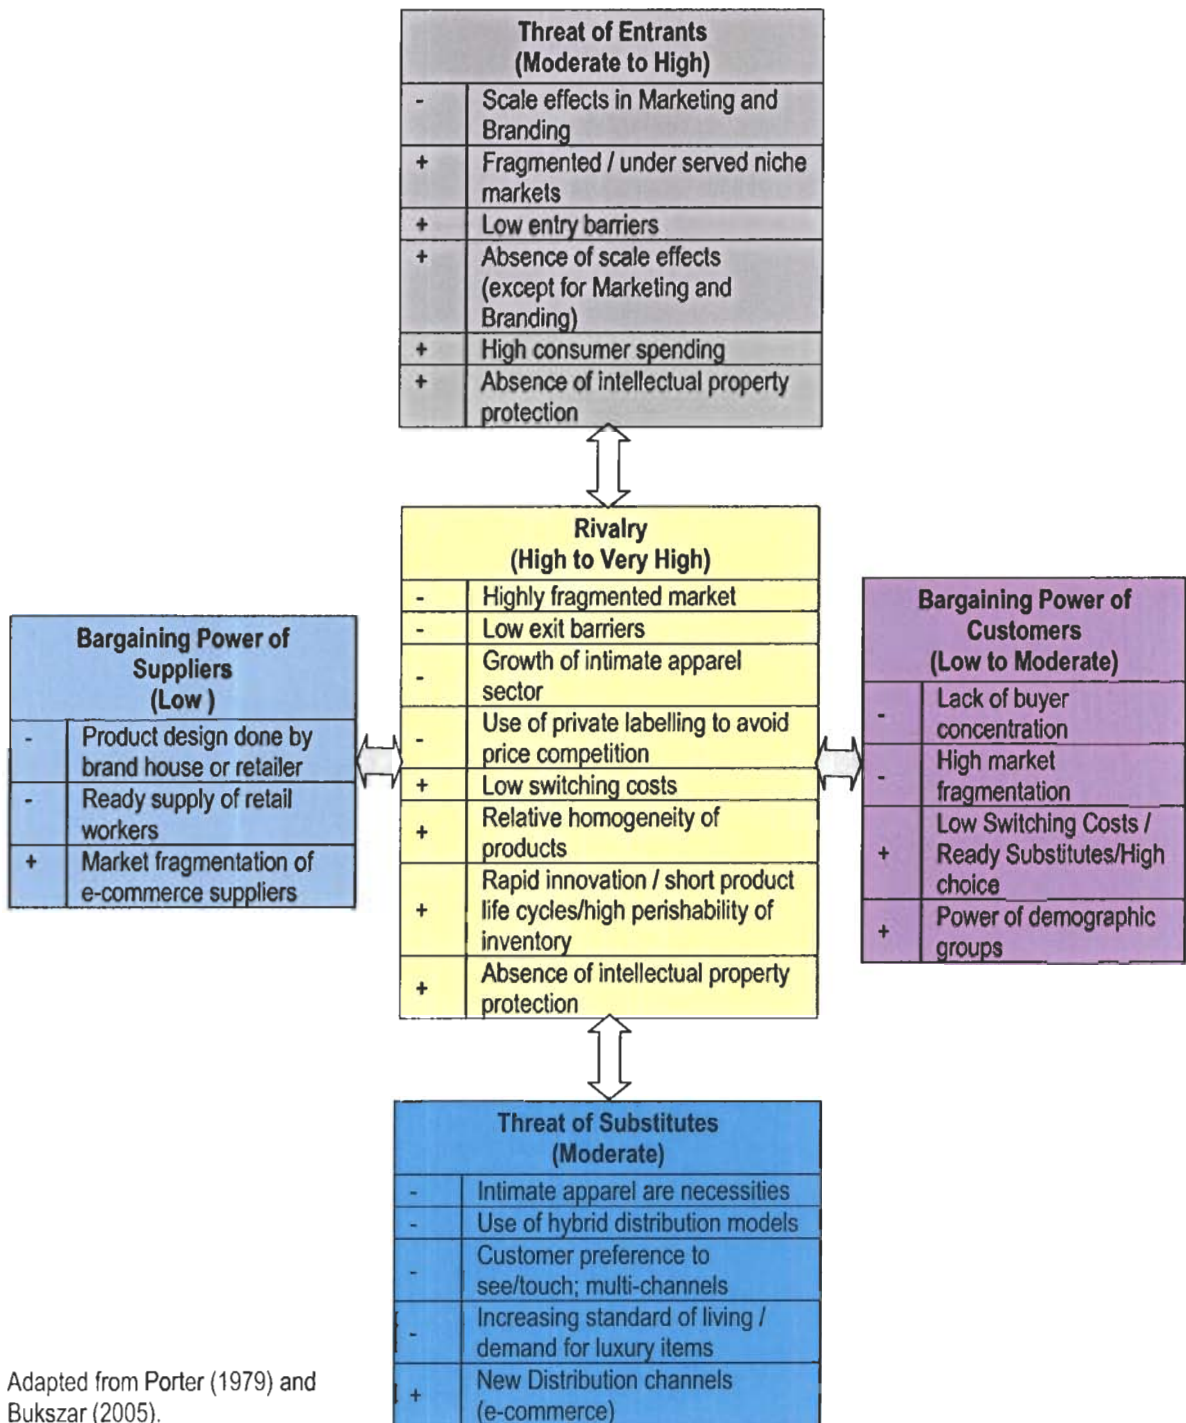 Threat of Entrants
(Moderate to High)
- Scale effects in Marketing and
Branding
+ Fragmented / under served niche
markets
+ Low entry barriers
+ Absence of scale effects
(except for Marketing and
Branding)
+ High consumer spending
+ Absence of intellectual property
protection
Rivalry
(High to Very High)
- Highly fragmented market
- Low exit barriers
- Growth of intimate apparel
sector
- Use of private labelling to avoid
price competition
+ Low switching costs
+ Relative homogeneity of
products
+ Rapid innovation / short product
life cycles/high perishability of
inventory
+ Absence of intellectual property
protection
Bargaining Power of
Suppliers
(Low )
- Product design done by
brand house or retailer
- Ready supply of retail
workers
+ Market fragmentation of
e-commerce suppliers
Bargaining Power of
Customers
(Low to Moderate)
- Lack of buyer
concentration
- High market
fragmentation
+ Low Switching Costs /
Ready Substitutes/High
choice
+ Power of demographic
groups
Threat of Substitutes
(Moderate)
- Intimate apparel are necessities
- Use of hybrid distribution models
- Customer preference to
see/touch; multi-channels
- Increasing standard of living /
demand for luxury items
+ New Distribution channels
(e-commerce)
Adapted from Porter (1979) and
Bukszar (2005).